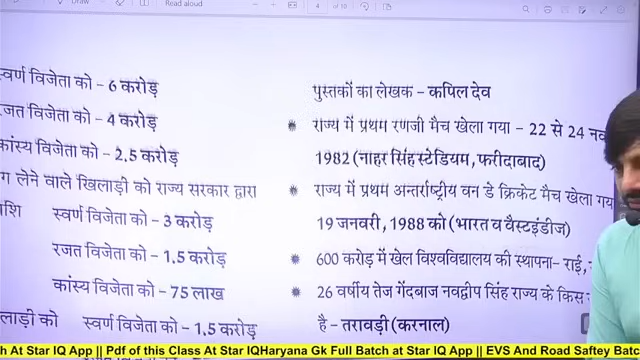 Draw
Read aloud
4
of 10
स्वर्ण विजेता को – 6 करोड़
रजत विजेता को – 4 करोड़
कांस्य विजेता को – 2.5 करोड़
लेने वाले खिलाड़ी को राज्य सरकार द्वारा
स्वर्ण विजेता को – 3 करोड़
रजत विजेता को – 1.5 करोड़
कांस्य विजेता को – 75 लाख
स्वर्ण विजेता को – 1.5 करोड़
पुस्तकों का लेखक – कपिल देव
राज्य में प्रथम रणजी मैच खेला गया – 22 से 24
1982 (नाहर सिंह स्टेडियम, फरीदाबाद)
राज्य में प्रथम अन्तर्राष्ट्रीय वन डे क्रिकेट मैच खेला
19 जनवरी, 1988 को (भारत व वैस्टइंडीज)
600 करोड़ में खेल विश्वविद्यालय की स्थापना – राई,
26 वर्षीय तेज गेंदबाज नवद्वीप सिंह राज्य के किस
है – तरावड़ी (करनाल)
At Star IQ App || Pdf of this Class At Star IQHaryana Gk Full Batch at Star IQ App || EVS And Road Saftey